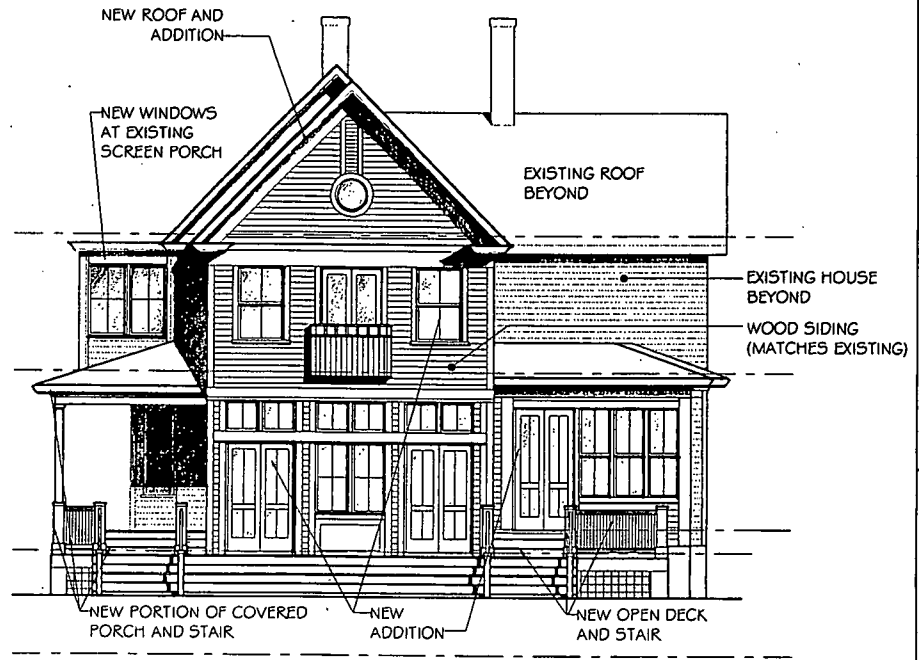 NEW ROOF AND
ADDITION
NEW WINDOWS
AT EXISTING
SCREEN PORCH
EXISTING ROOF
BEYOND
EXISTING HOUSE
BEYOND
WOOD SIDING
(MATCHES EXISTING)
NEW PORTION OF COVERED
PORCH AND STAIR
NEW
ADDITION
NEW OPEN DECK
AND STAIR